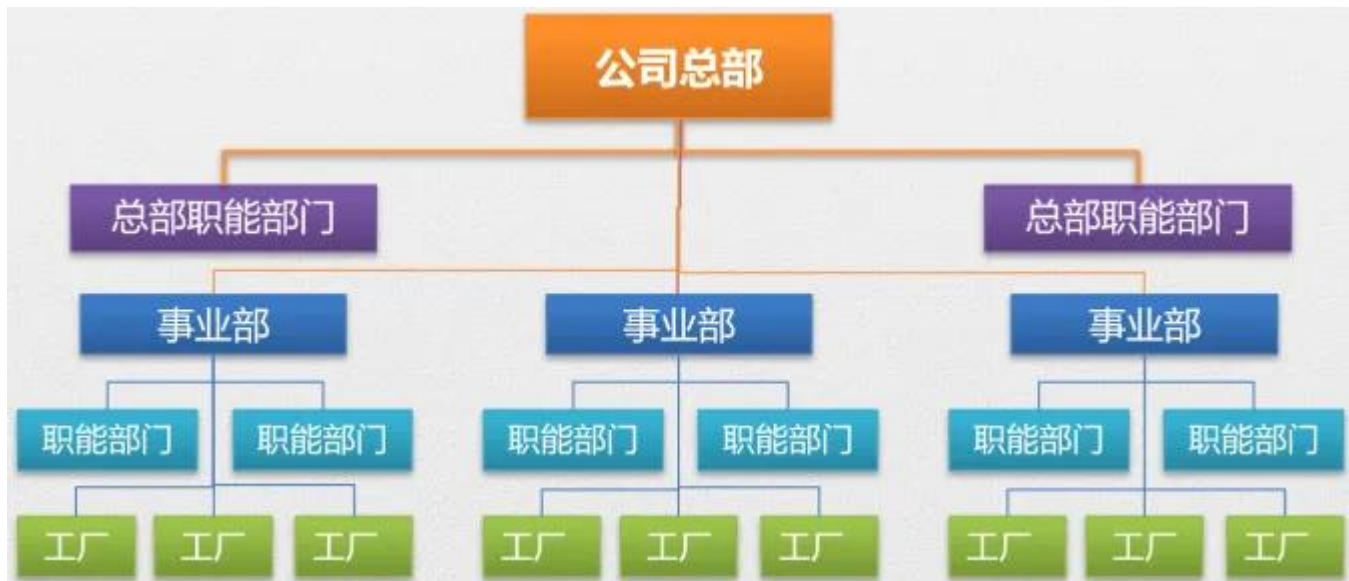 公司总部
总部职能部门 总部职能部门
事业部 事业部 事业部
职能部门 职能部门 职能部门 职能部门 职能部门 职能部门
工厂 工厂 工厂 工厂 工厂 工厂 工厂 工厂 工厂